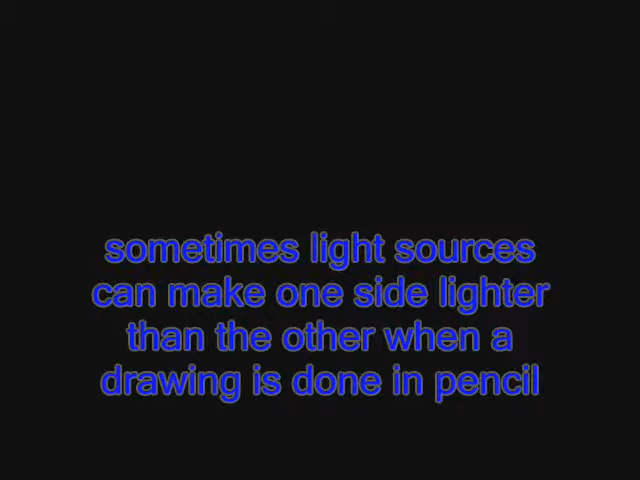 sometimes light sources
can make one side lighter
than the other when a
drawing is done in pencil